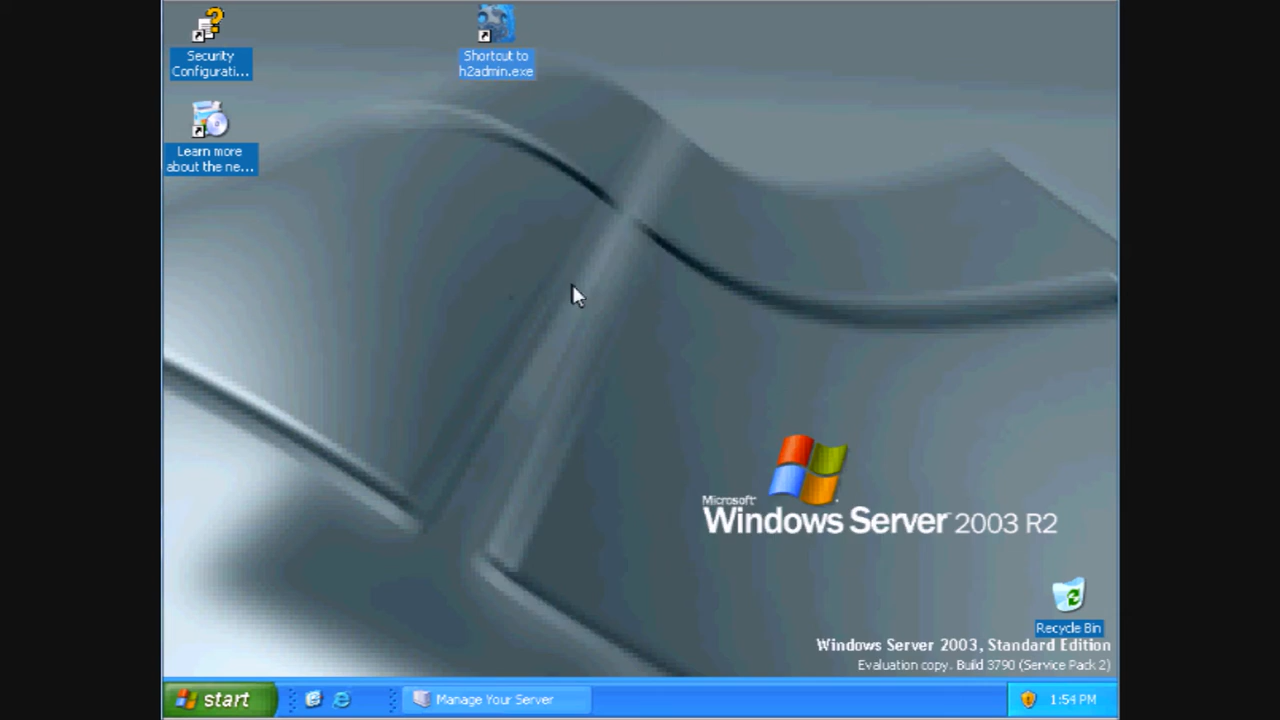 Security
Configurati...
Shortcut to
h2admin.exe
Learn more
about the ne...
Microsoft
Windows Server 2003 R2
Recycle Bin
Windows Server 2003, Standard Edition
Evaluation copy. Build 3790 (Service Pack 2)
start
Manage Your Server
1:54 PM